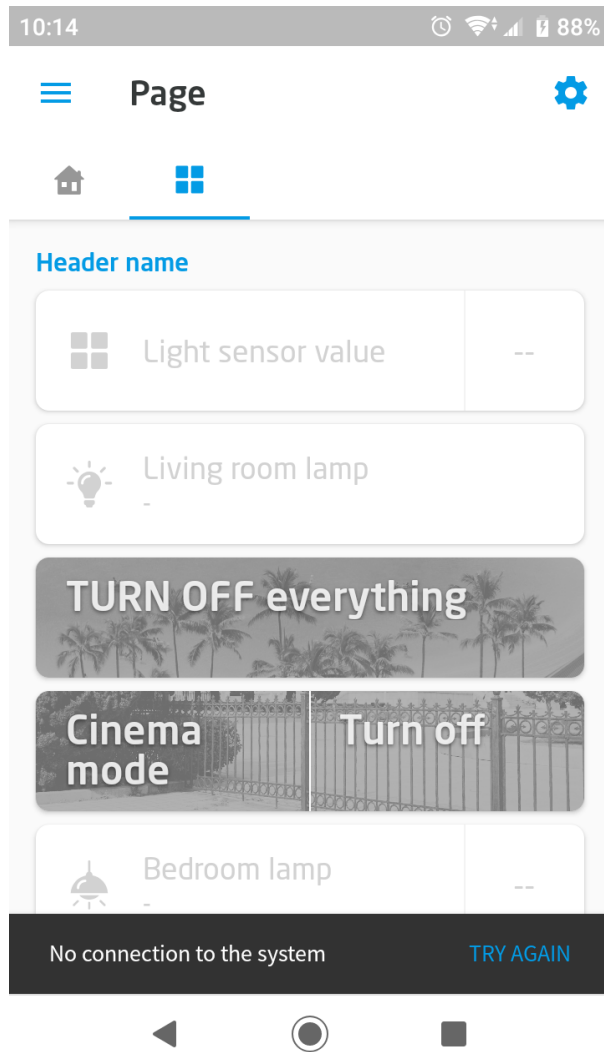 10:14 88%
Page
Header name
Light sensor value --
Living room lamp
-
TURN OFF everything
Cinema mode
Turn off
Bedroom lamp --
-
No connection to the system TRY AGAIN